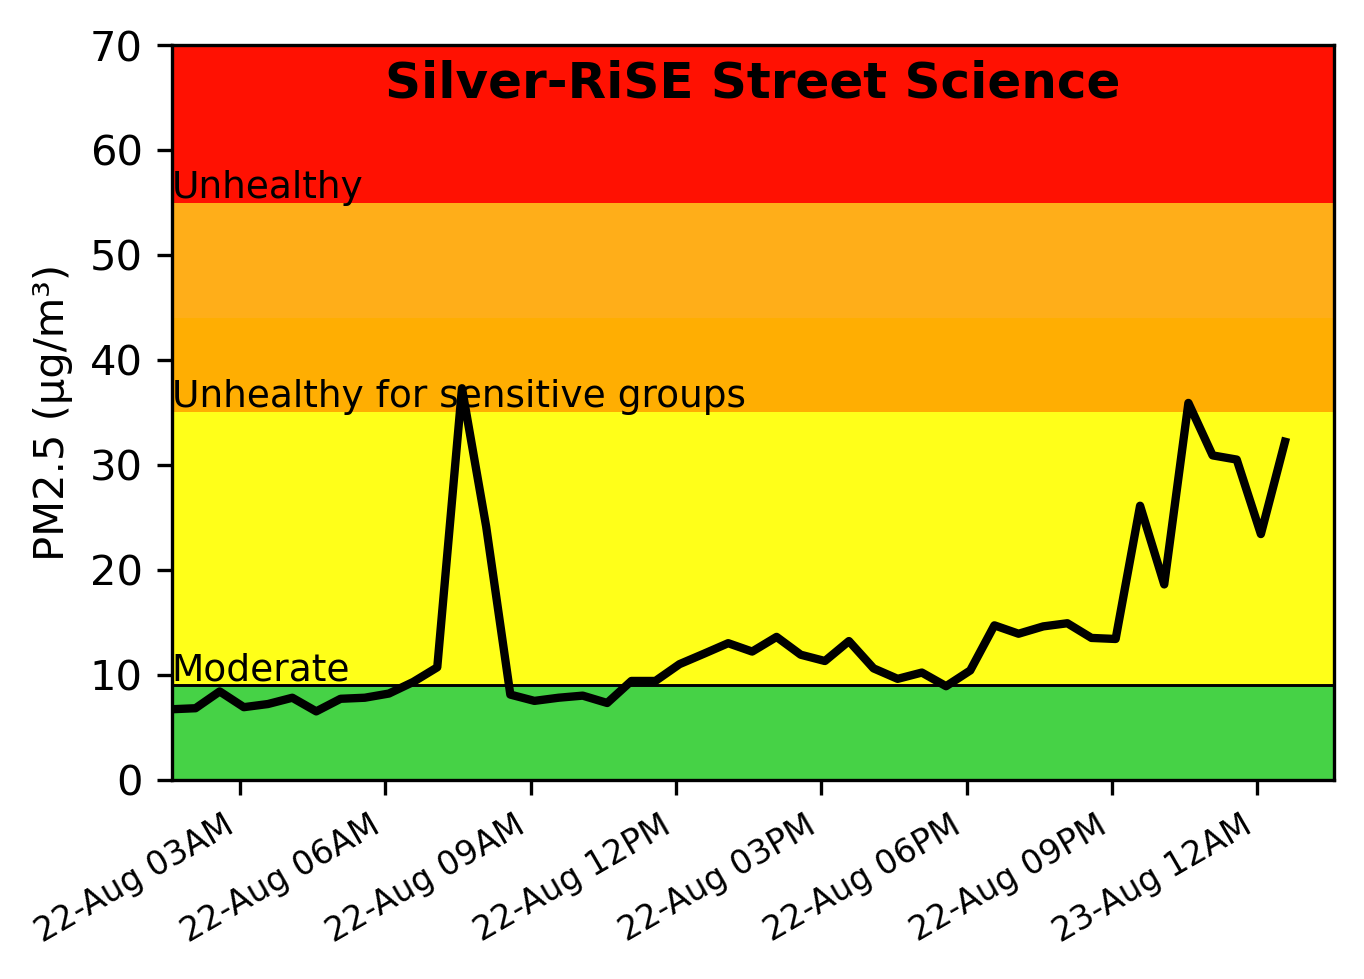 Silver-RiSE Street Science
70
60
50
40
30
20
10
0
PM2.5 (µg/m³)
Unhealthy
Unhealthy for sensitive groups
Moderate
22-Aug 03AM
22-Aug 06AM
22-Aug 09AM
22-Aug 12PM
22-Aug 03PM
22-Aug 06PM
22-Aug 09PM
23-Aug 12AM